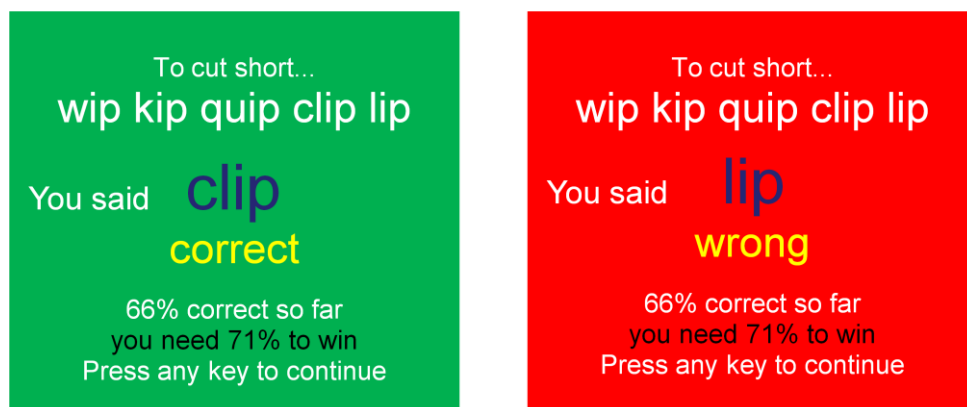 To cut short...
wip kip quip clip lip
You said clip
correct
66% correct so far
you need 71% to win
Press any key to continue
To cut short...
wip kip quip clip lip
You said lip
wrong
66% correct so far
you need 71% to win
Press any key to continue